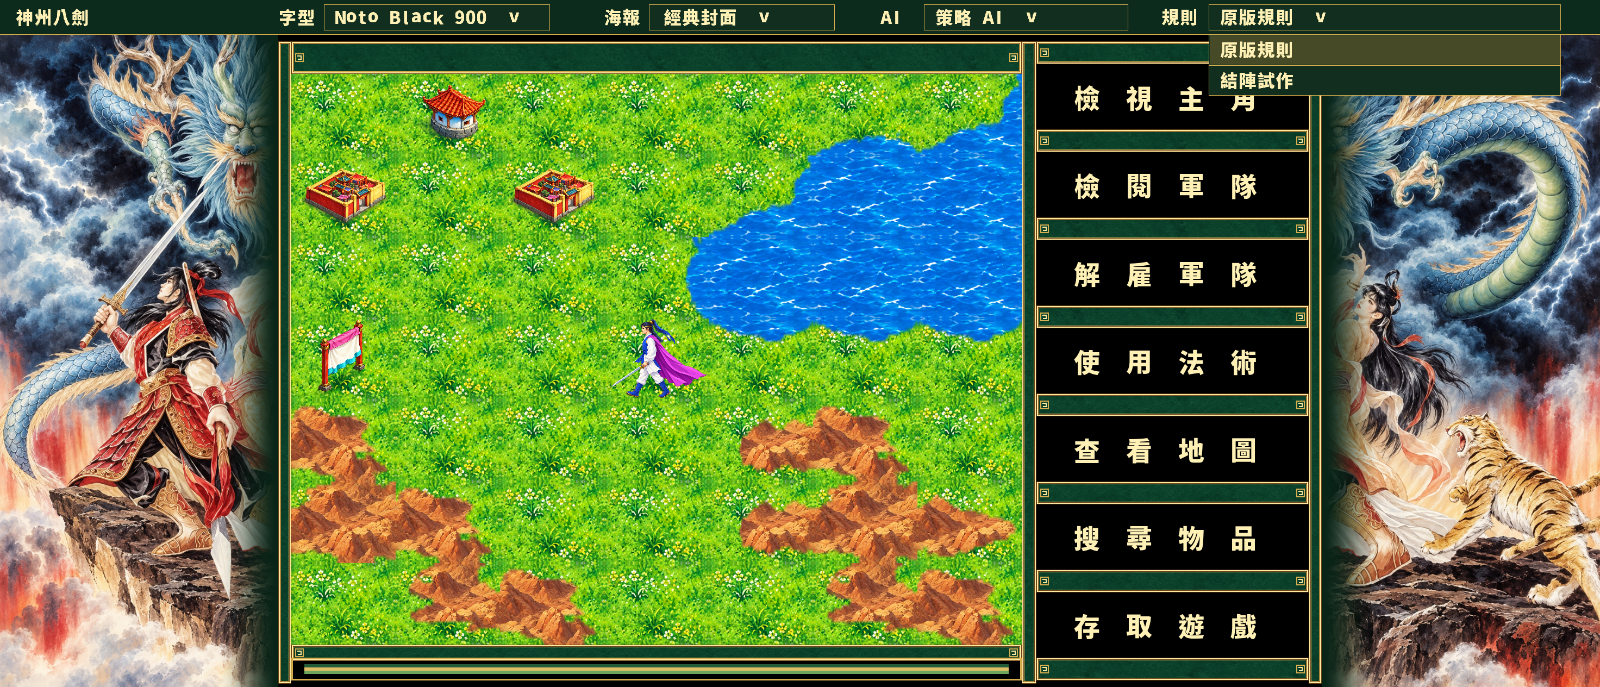 神州八劍 字型 Noto Black 900 v 海報 經典封面 v AI 策略 AI v 規則 原版規則 v
原版規則
結陣試作
檢視主角
檢閱軍隊
解雇軍隊
使用法術
查看地圖
搜尋物品
存取遊戲